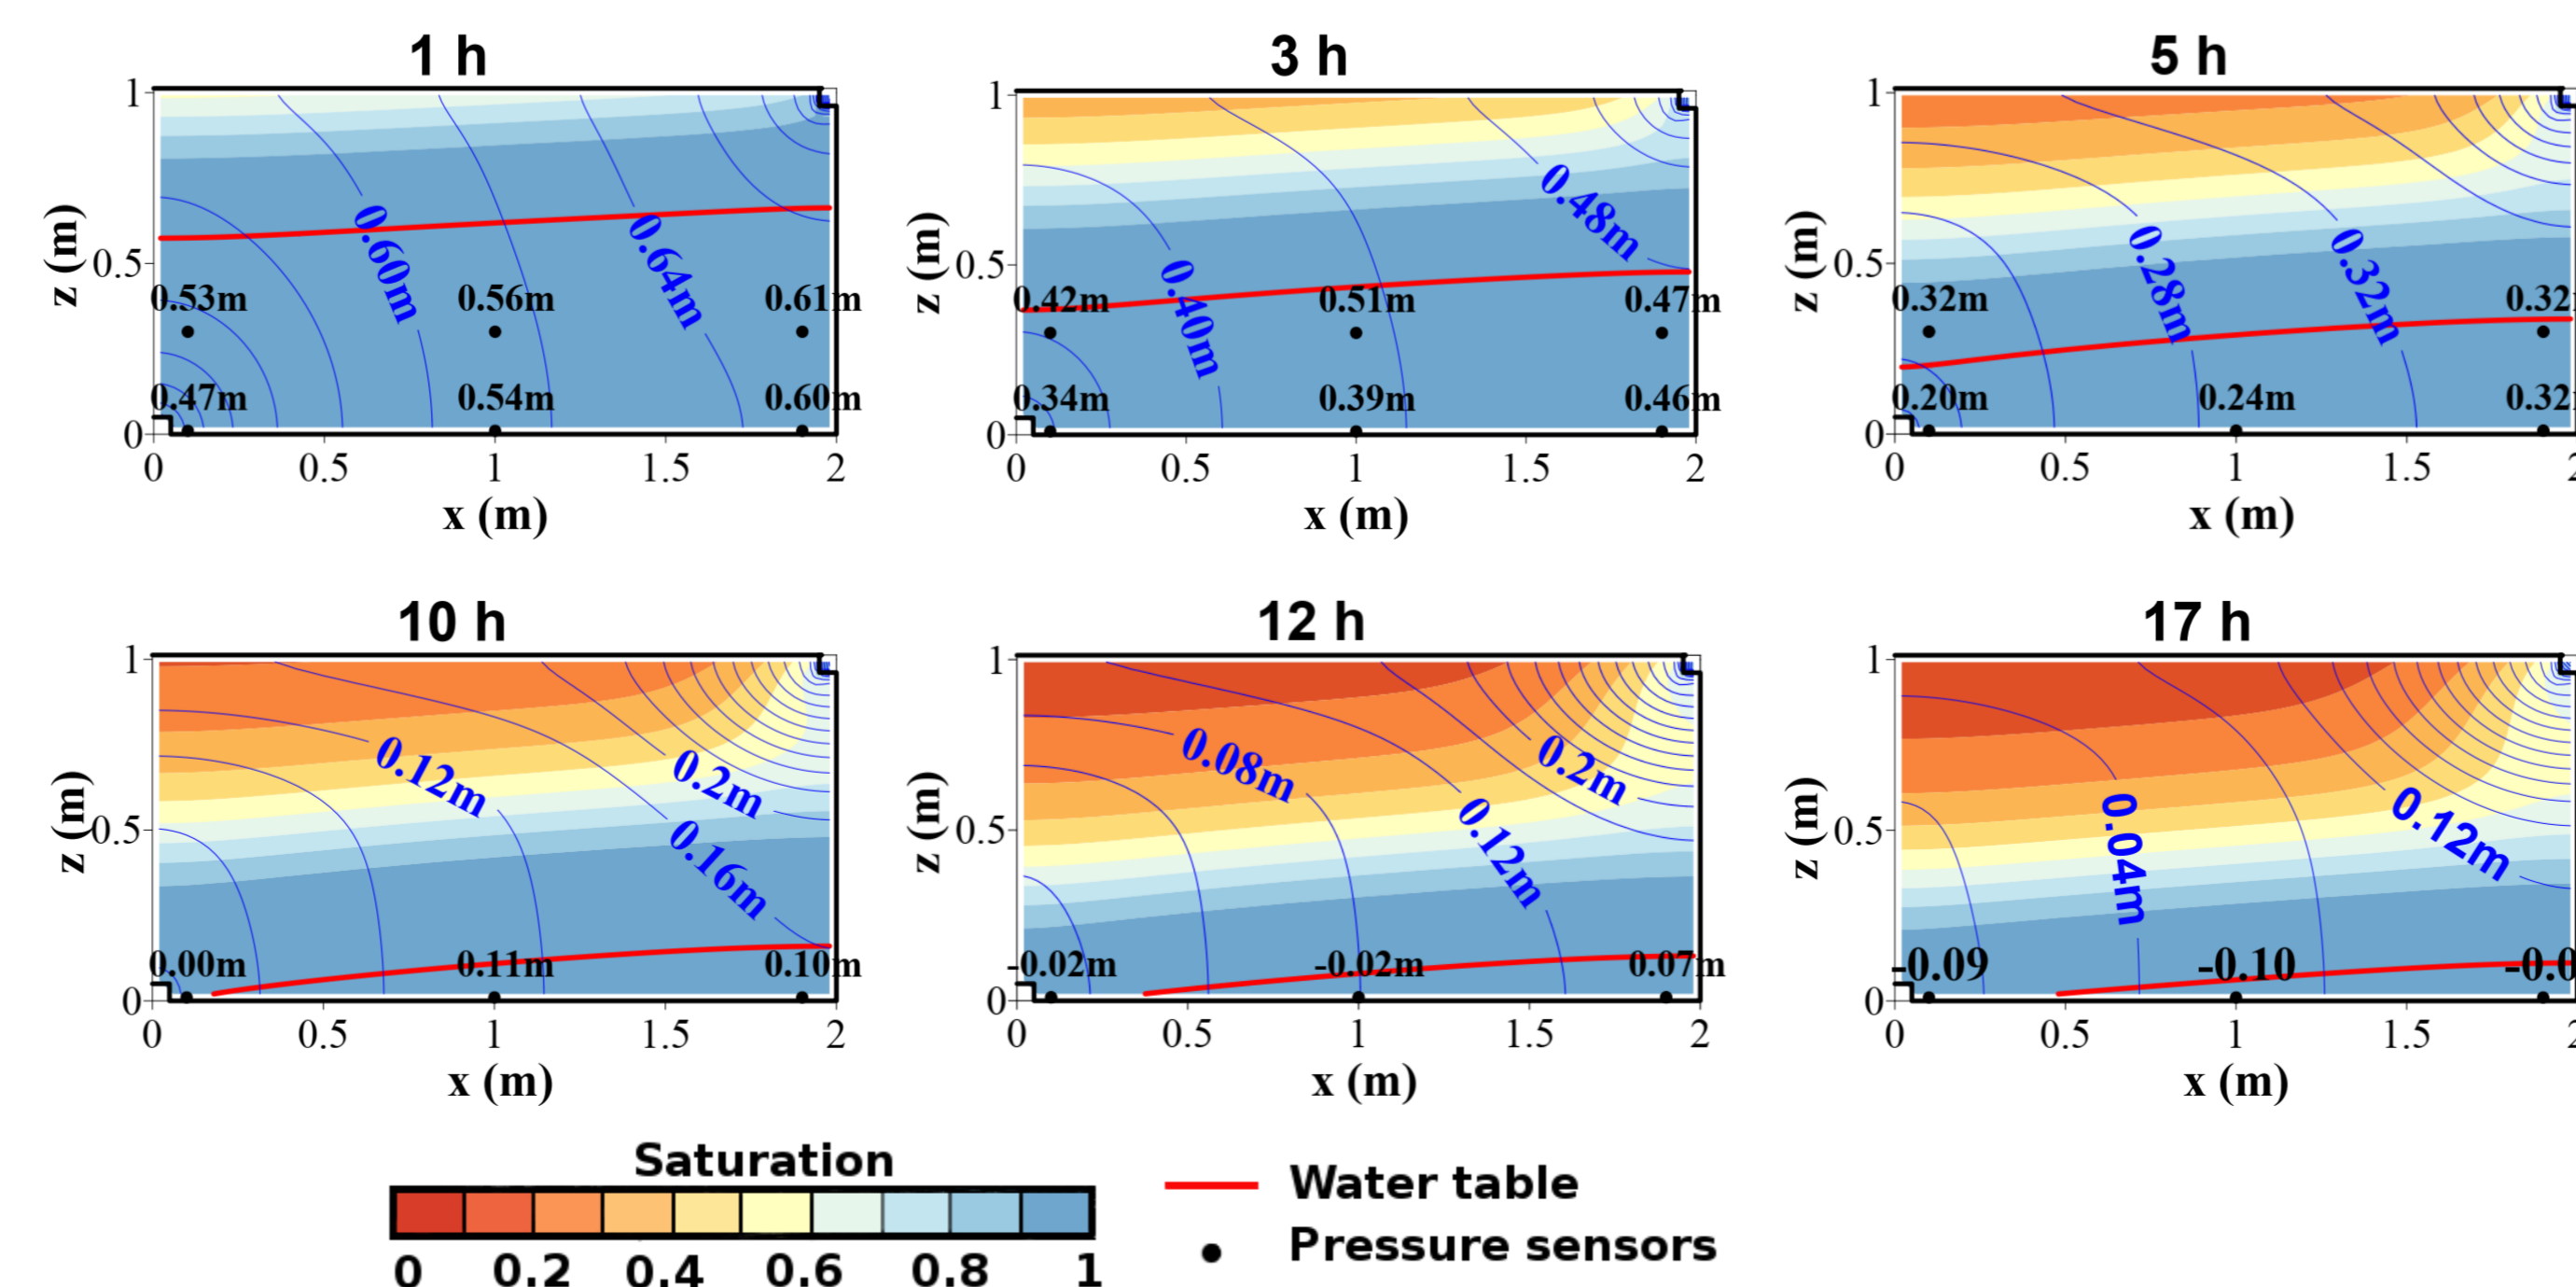 1 h
3 h
5 h
1
0.5
0
z (m)
0.60m
0.64m
0.53m 0.56m 0.61m
0.47m 0.54m 0.60m
0 0.5 1 1.5 2
x (m)
1
0.5
0
z (m)
0.48m
0.40m
0.42m 0.51m 0.47m
0.34m 0.39m 0.46m
0 0.5 1 1.5 2
x (m)
1
0.5
0
z (m)
0.28m
0.32m
0.32m 0.32
0.20m 0.24m 0.32
0 0.5 1 1.5 2
x (m)
10 h
12 h
17 h
1
0.5
0
z (m)
0.12m
0.2m
0.16m
0.00m 0.11m 0.10m
0 0.5 1 1.5 2
x (m)
1
0.5
0
z (m)
0.08m
0.2m
0.12m
-0.02m -0.02m 0.07m
0 0.5 1 1.5 2
x (m)
1
0.5
0
z (m)
0.04m
0.12m
-0.09 -0.10 -0.0
0 0.5 1 1.5 2
x (m)
Saturation
0 0.2 0.4 0.6 0.8 1
Water table
Pressure sensors